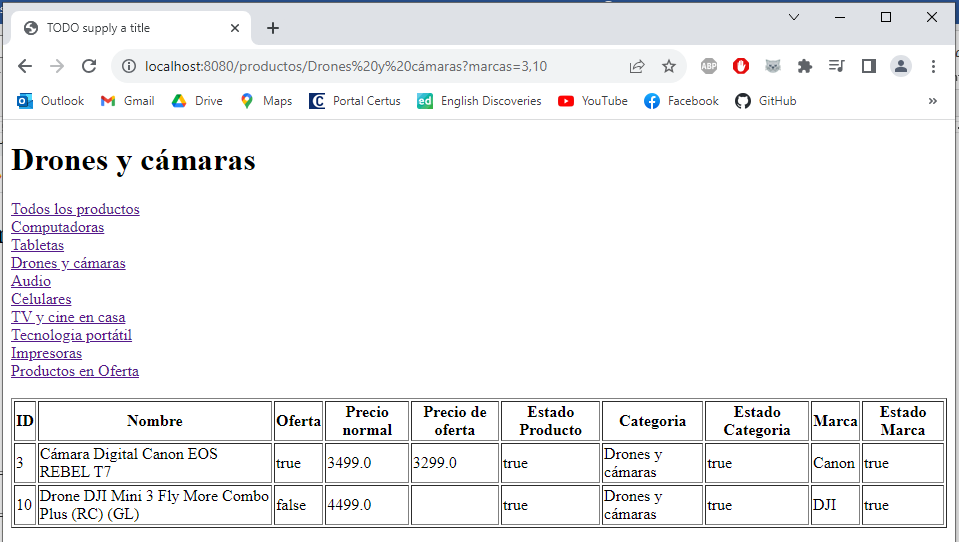 TODO supply a title
localhost:8080/productos/Drones%20y%20cámaras?marcas=3,10
ABP
Outlook Gmail Drive Maps Portal Certus English Discoveries YouTube Facebook GitHub »
Drones y cámaras
Todos los productos
Computadoras
Tabletas
Drones y cámaras
Audio
Celulares
TV y cine en casa
Tecnologia portátil
Impresoras
Productos en Oferta
ID Nombre Oferta Precio normal Precio de oferta Estado Producto Categoria Estado Categoria Marca Estado Marca
3 Cámara Digital Canon EOS REBEL T7 true 3499.0 3299.0 true Drones y cámaras true Canon true
10 Drone DJI Mini 3 Fly More Combo Plus (RC) (GL) false 4499.0 true Drones y cámaras true DJI true